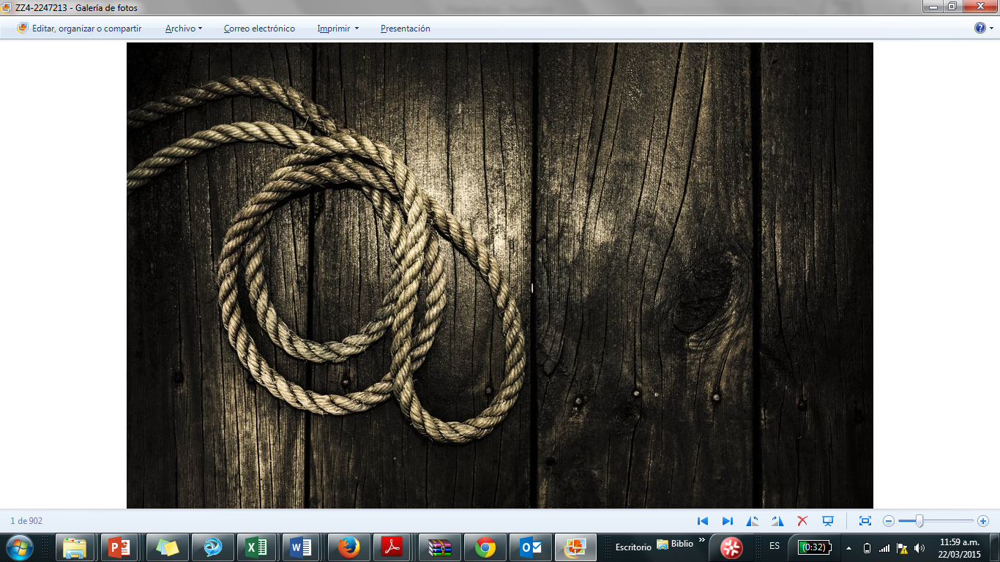 ZZ4-2247213 - Galería de fotos
Editar, organizar o compartir Archivo Correo electrónico Imprimir Presentación
1 de 902
Escritorio Biblio » ES (0:32) 11:59 a.m.
22/03/2015